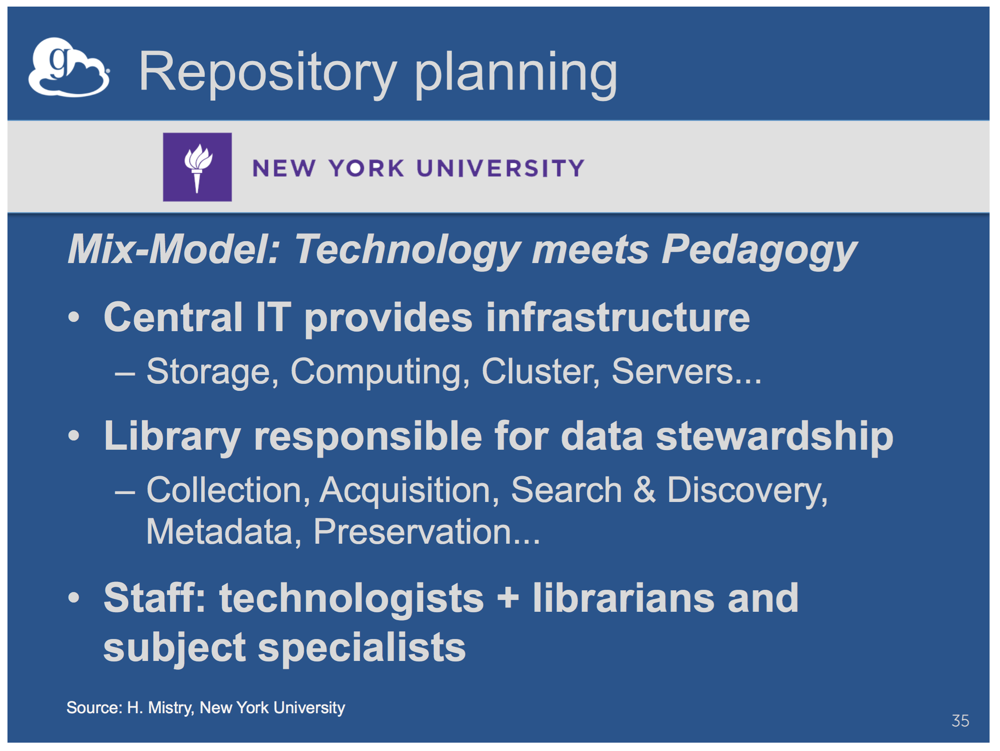 g
Repository planning
NEW YORK UNIVERSITY
Mix-Model: Technology meets Pedagogy
• Central IT provides infrastructure
– Storage, Computing, Cluster, Servers...
• Library responsible for data stewardship
– Collection, Acquisition, Search & Discovery,
Metadata, Preservation...
• Staff: technologists + librarians and
subject specialists
Source: H. Mistry, New York University
35